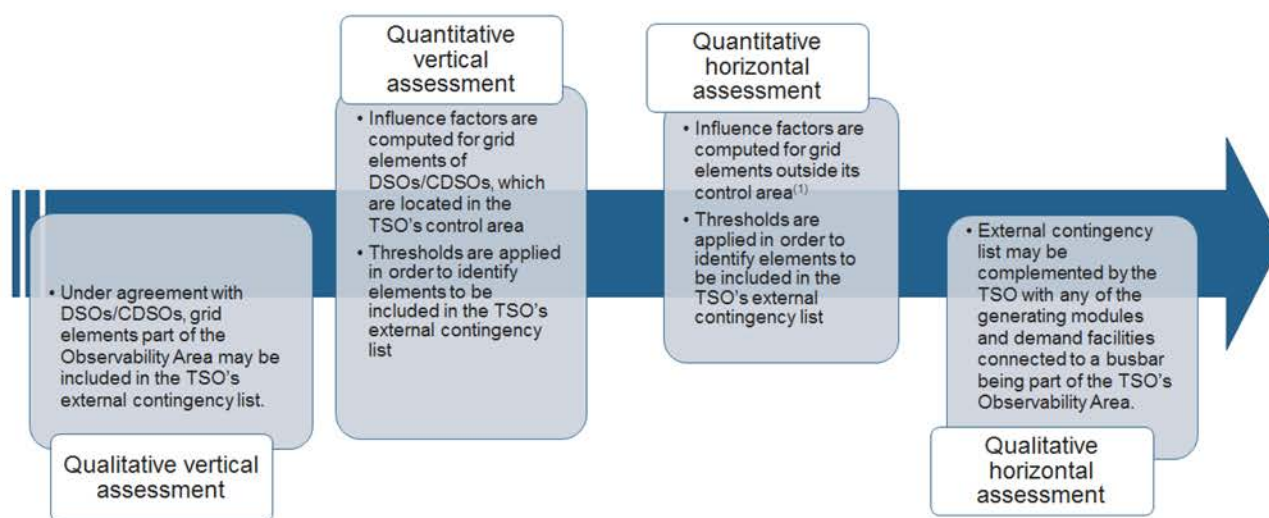 Qualitative vertical
assessment
• Under agreement with
DSOs/CDSOs, grid
elements part of the
Observability Area may be
included in the TSO's
external contingency list.
Quantitative
vertical
assessment
• Influence factors are
computed for grid
elements of
DSOs/CDSOs, which
are located in the
TSO's control area
• Thresholds are applied
in order to identify
elements to be
included in the TSO's
external contingency
list
Quantitative
horizontal
assessment
• Influence factors are
computed for grid
elements outside its
control area(1)
• Thresholds are
applied in order to
identify elements to
be included in the
TSO's external
contingency list
• External contingency
list may be
complemented by the
TSO with any of the
generating modules
and demand facilities
connected to a busbar
being part of the TSO's
Observability Area.
Qualitative
horizontal
assessment